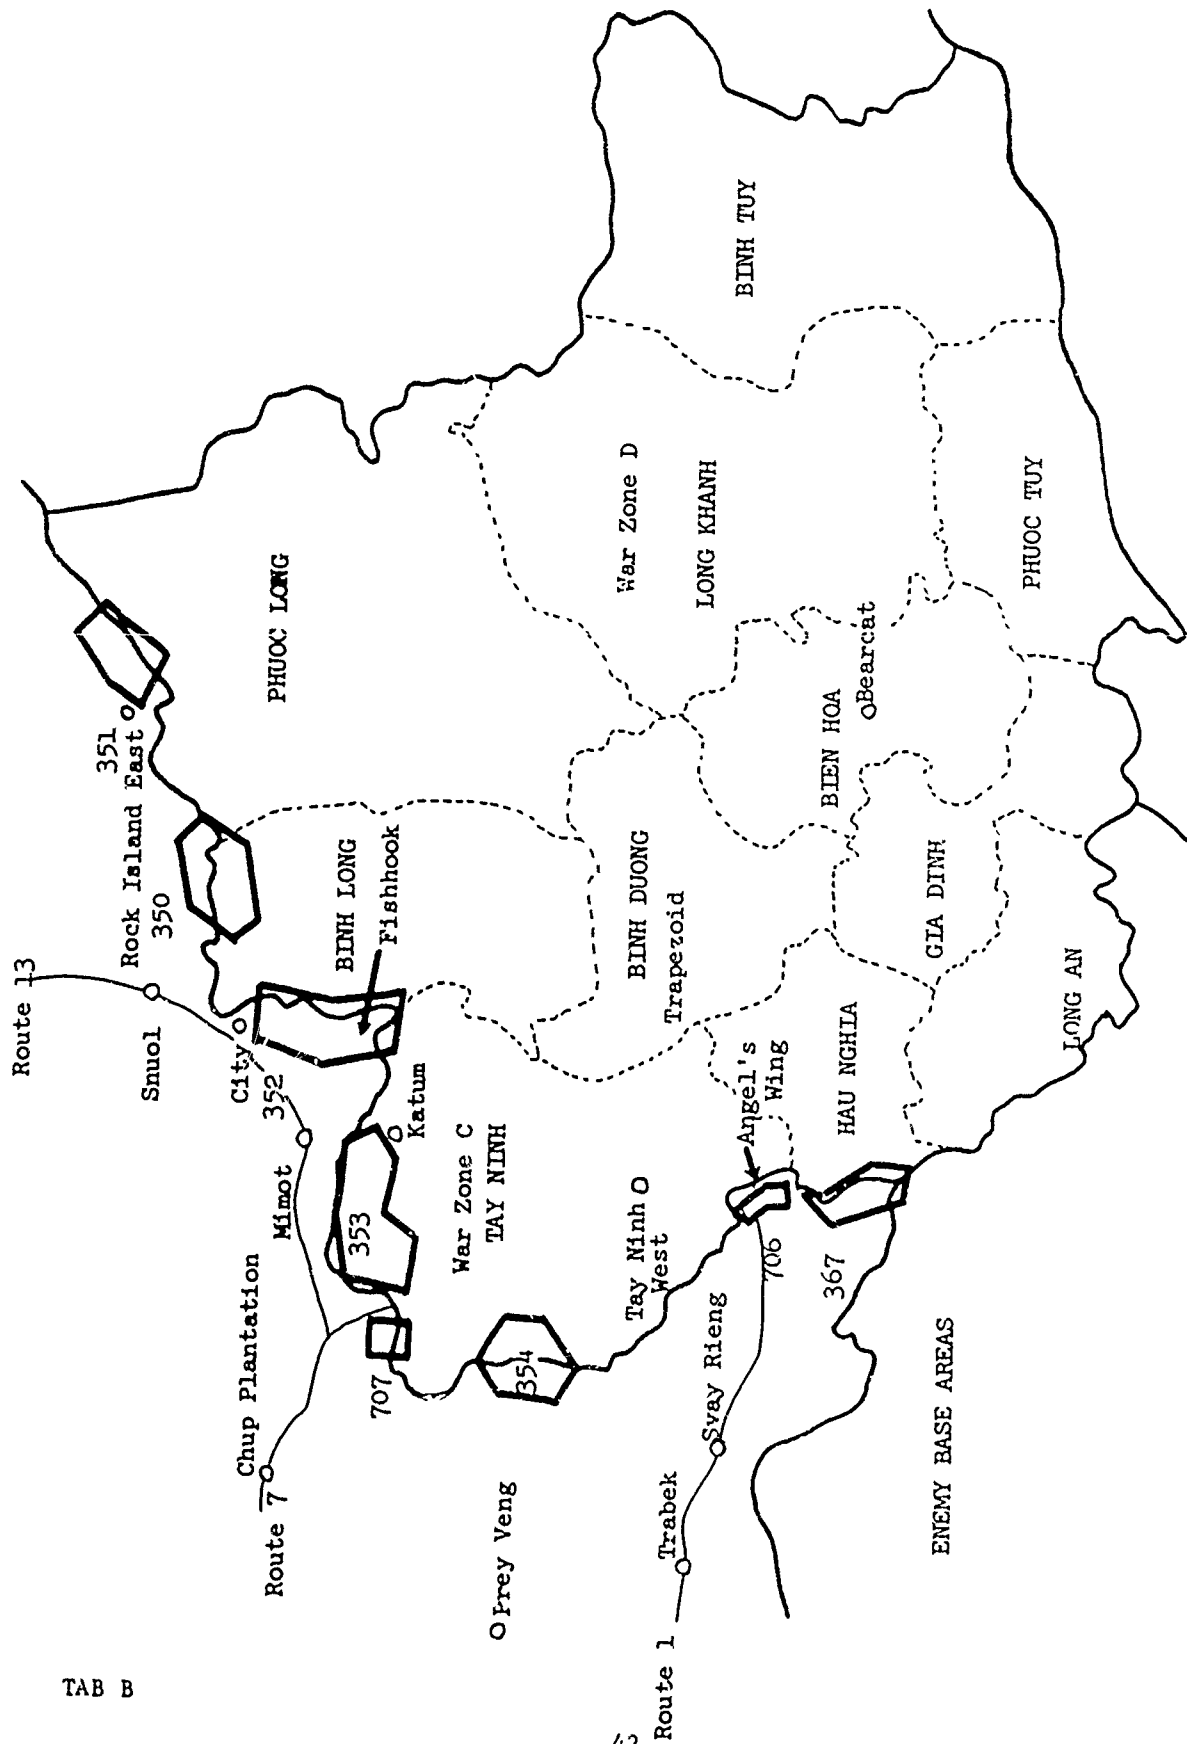 TAB B
Route 13
Snuol
City
352
Rock Island East
351
350
Mimot
Chup Plantation
Route 7
353
707
354
Katum
War Zone C
TAY NINH
BINH LONG
Fishhook
PHUOC LONG
Prey Veng
Tay Ninh
West
BINH DUONG
Trapezoid
War Zone D
LONG KHANH
BINH TUY
Route 1
Trabek
Svay Rieng
706
367
Angel's
Wing
HAU NGHIA
BIEN HOA
Bearcat
GIA DINH
LONG AN
PHUOC TUY
ENEMY BASE AREAS